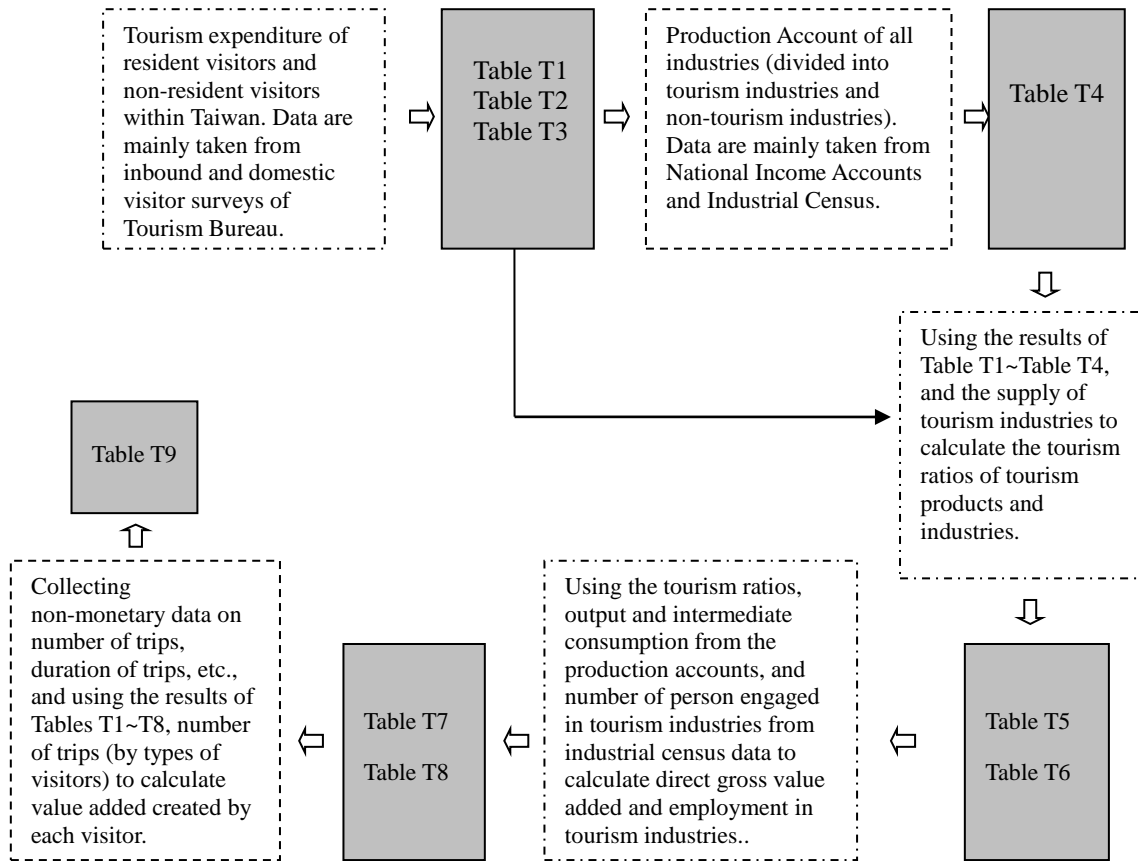 Tourism expenditure of
resident visitors and
non-resident visitors
within Taiwan. Data are
mainly taken from
inbound and domestic
visitor surveys of
Tourism Bureau.
Table T1
Table T2
Table T3
Production Account of all
industries (divided into
tourism industries and
non-tourism industries).
Data are mainly taken from
National Income Accounts
and Industrial Census.
Table T4
Using the results of
Table T1~Table T4,
and the supply of
tourism industries to
calculate the tourism
ratios of tourism
products and
industries.
Table T5
Table T6
Using the tourism ratios,
output and intermediate
consumption from the
production accounts, and
number of person engaged
in tourism industries from
industrial census data to
calculate direct gross value
added and employment in
tourism industries..
Table T7
Table T8
Collecting
non-monetary data on
number of trips,
duration of trips, etc.,
and using the results of
Tables T1~T8, number
of trips (by types of
visitors) to calculate
value added created by
each visitor.
Table T9